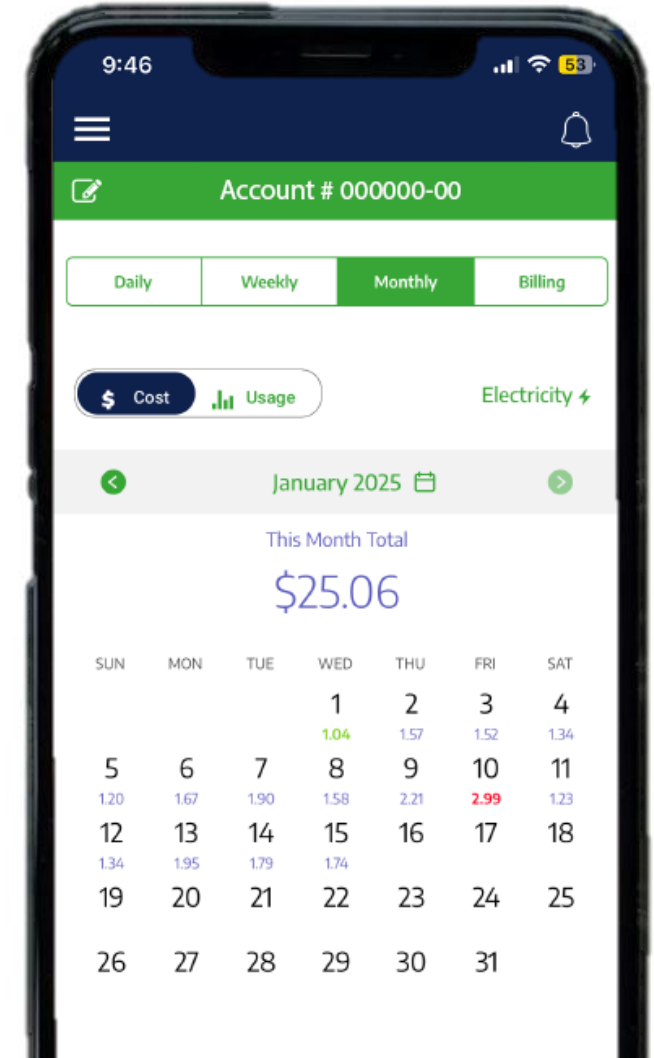 9:46 53
Account # 000000-00
Daily Weekly Monthly Billing
$ Cost Usage Electricity
January 2025
This Month Total
$25.06
SUN MON TUE WED THU FRI SAT
1 2 3 4
1.04 1.57 1.52 1.34
5 6 7 8 9 10 11
1.20 1.67 1.90 1.58 2.21 2.99 1.23
12 13 14 15 16 17 18
1.34 1.95 1.79 1.74
19 20 21 22 23 24 25
26 27 28 29 30 31